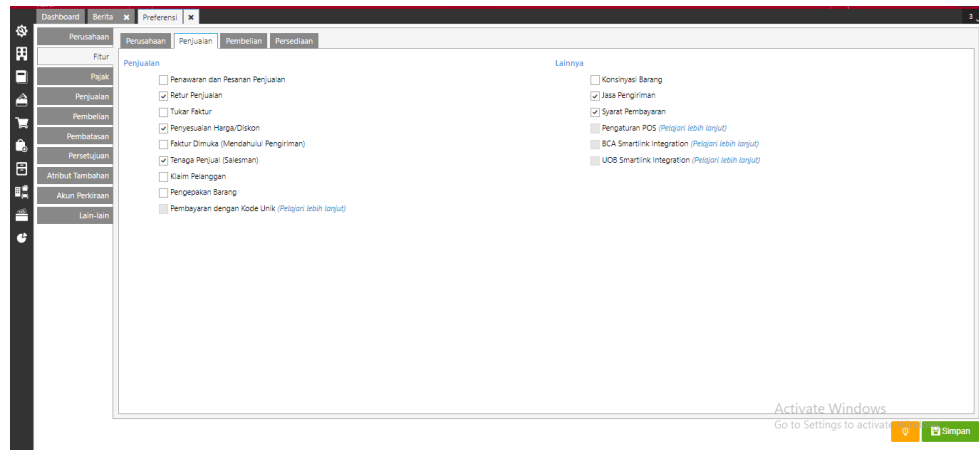 Dashboard Berita Preferensi 3
Perusahaan
Fitur
Pajak
Penjualan
Pembelian
Pembatasan
Persetujuan
Atribut Tambahan
Akun Perkiraan
Lain-lain
Perusahaan Penjualan Pembelian Persediaan
Penjualan
Penawaran dan Pesanan Penjualan
Retur Penjualan
Tukar Faktur
Penyesuaian Harga/Diskon
Faktur Dimuka (Mendahului Pengiriman)
Tenaga Penjual (Salesman)
Klaim Pelanggan
Pengepakan Barang
Pembayaran dengan Kode Unik (Pelajari lebih lanjut)
Lainnya
Konsinyasi Barang
Jasa Pengiriman
Syarat Pembayaran
Pengaturan POS (Pelajari lebih lanjut)
BCA Smartlink Integration (Pelajari lebih lanjut)
UOB Smartlink Integration (Pelajari lebih lanjut)
Activate Windows
Go to Settings to activate
Simpan